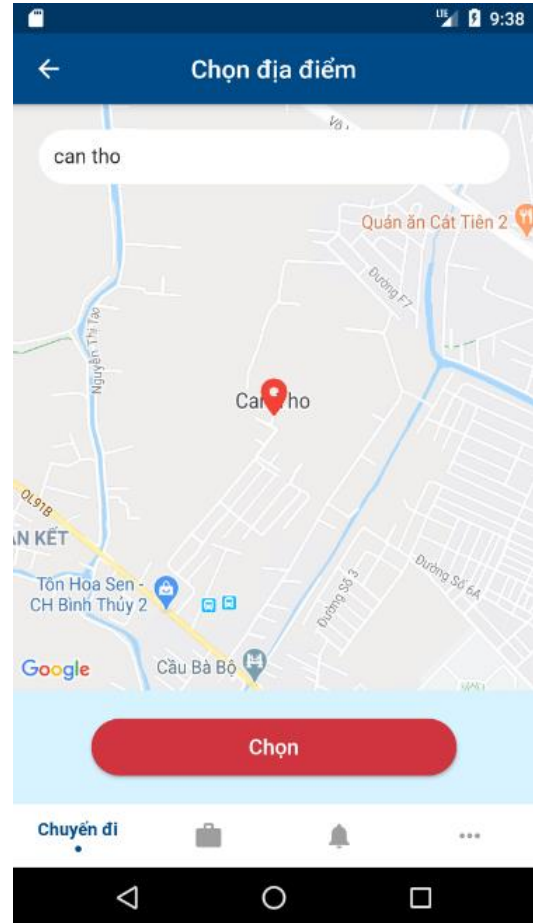 LTE 9:38
Chọn địa điểm
can tho
Quán ăn Cát Tiên 2
Đường F7
Nguyễn Thị Tạo
Can Tho
QL91B
ÁN KẾT
Tôn Hoa Sen -
CH Bình Thủy 2
Đường Số 3
Đường Số 6A
Google
Cầu Bà Bộ
Chọn
Chuyến đi